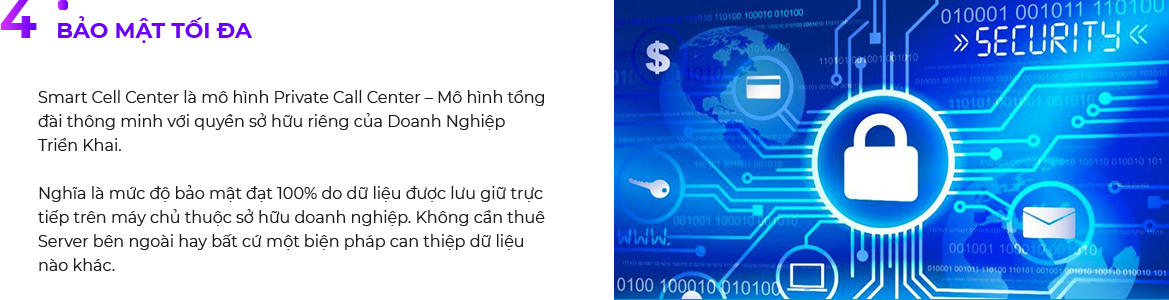 4
BẢO MẬT TỐI ĐA
Smart Cell Center là mô hình Private Call Center – Mô hình tổng
đài thông minh với quyền sở hữu riêng của Doanh Nghiệp
Triển Khai.
Nghĩa là mức độ bảo mật đạt 100% do dữ liệu được lưu giữ trực
tiếp trên máy chủ thuộc sở hữu doanh nghiệp. Không cần thuê
Server bên ngoài hay bất cứ một biện pháp can thiệp dữ liệu
nào khác.
010001 001011 110100
» SECURITY «
$
WWW.
0100 100010 010100